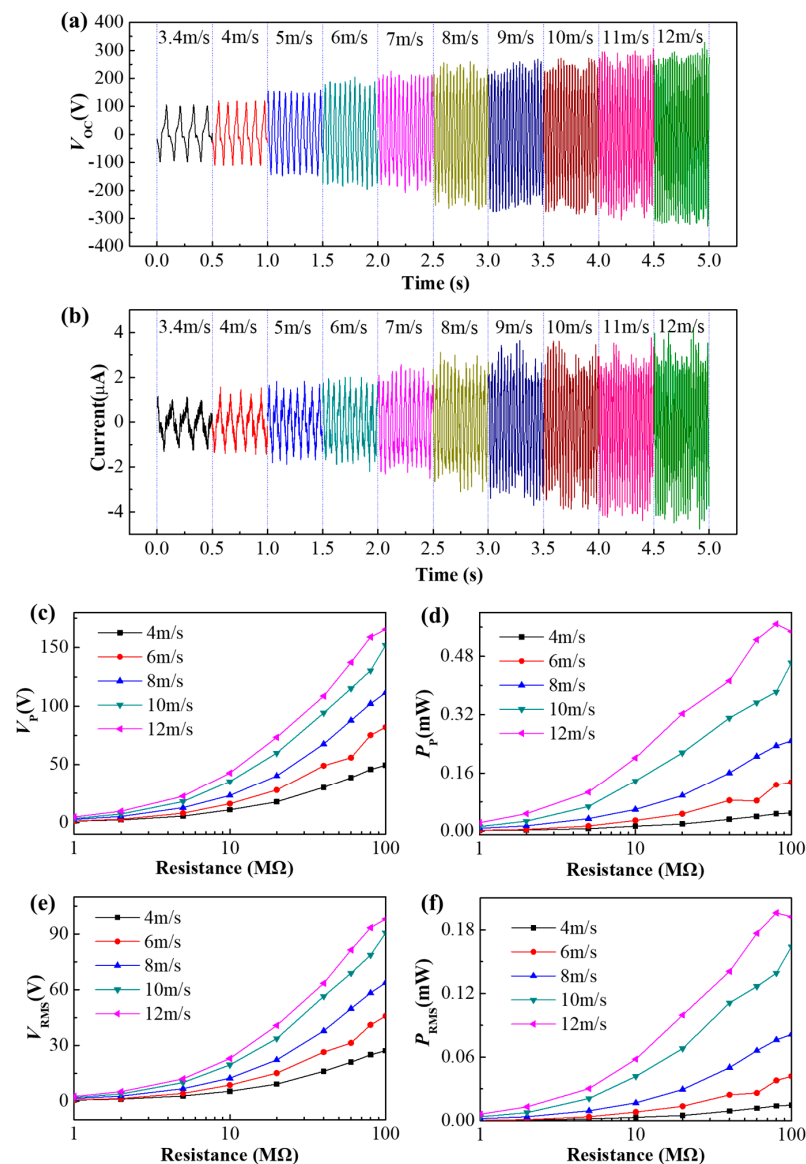 (a)
3.4m/s 4m/s 5m/s 6m/s 7m/s 8m/s 9m/s 10m/s 11m/s 12m/s
400
300
200
100
0
-100
-200
-300
-400
V_OC(V)
0.0 0.5 1.0 1.5 2.0 2.5 3.0 3.5 4.0 4.5 5.0
Time (s)
(b)
3.4m/s 4m/s 5m/s 6m/s 7m/s 8m/s 9m/s 10m/s 11m/s 12m/s
4
2
0
-2
-4
Current(μA)
0.0 0.5 1.0 1.5 2.0 2.5 3.0 3.5 4.0 4.5 5.0
Time (s)
(c)
4m/s
6m/s
8m/s
10m/s
12m/s
150
100
50
0
V_P(V)
1 10 100
Resistance (MΩ)
(d)
4m/s
6m/s
8m/s
10m/s
12m/s
0.48
0.32
0.16
0.00
P_P(mW)
1 10 100
Resistance (MΩ)
(e)
4m/s
6m/s
8m/s
10m/s
12m/s
90
60
30
0
V_RMS(V)
1 10 100
Resistance (MΩ)
(f)
4m/s
6m/s
8m/s
10m/s
12m/s
0.18
0.12
0.06
0.00
P_RMS(mW)
1 10 100
Resistance (MΩ)